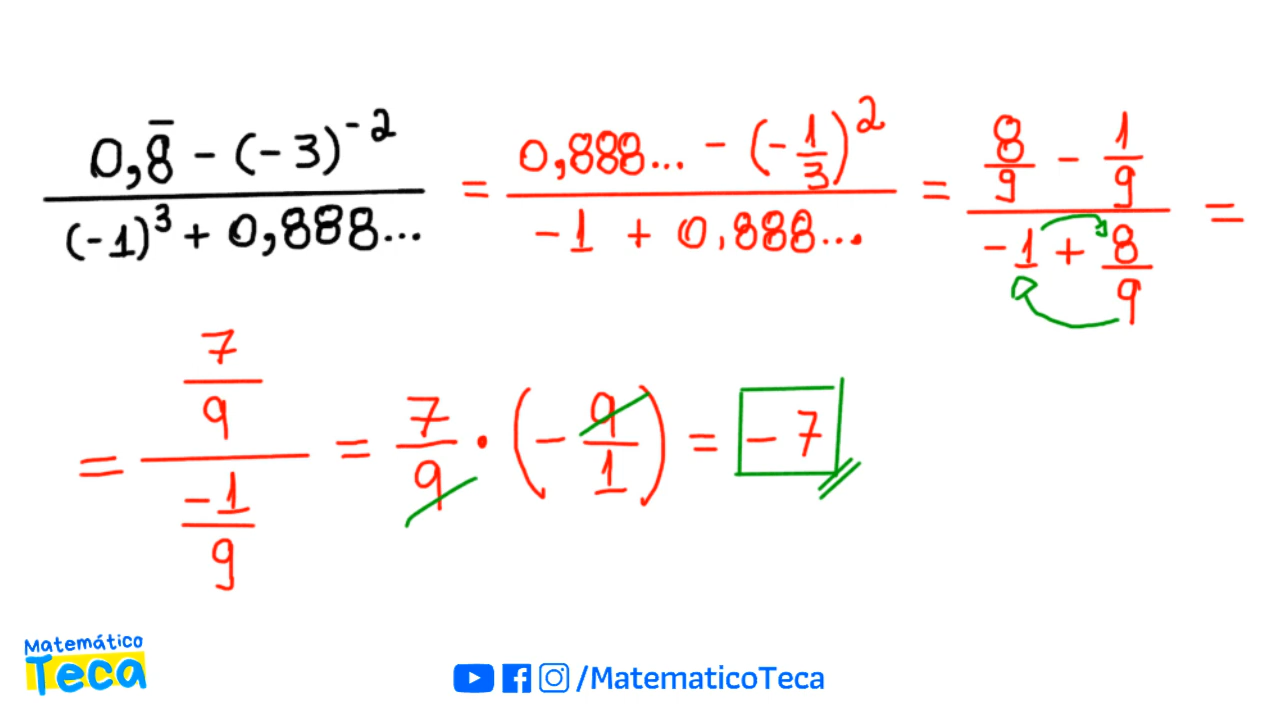 (0,8̅ - (-3)^-2) / ((-1)^3 + 0,888...) = (0,888... - (-1/3)^2) / (-1 + 0,888...) = (8/9 - 1/9) / (-1 + 8/9) =
= (7/9) / (-1/9) = 7/9 · (-9/1) = -7
Matemático
Teca
/MatematicoTeca